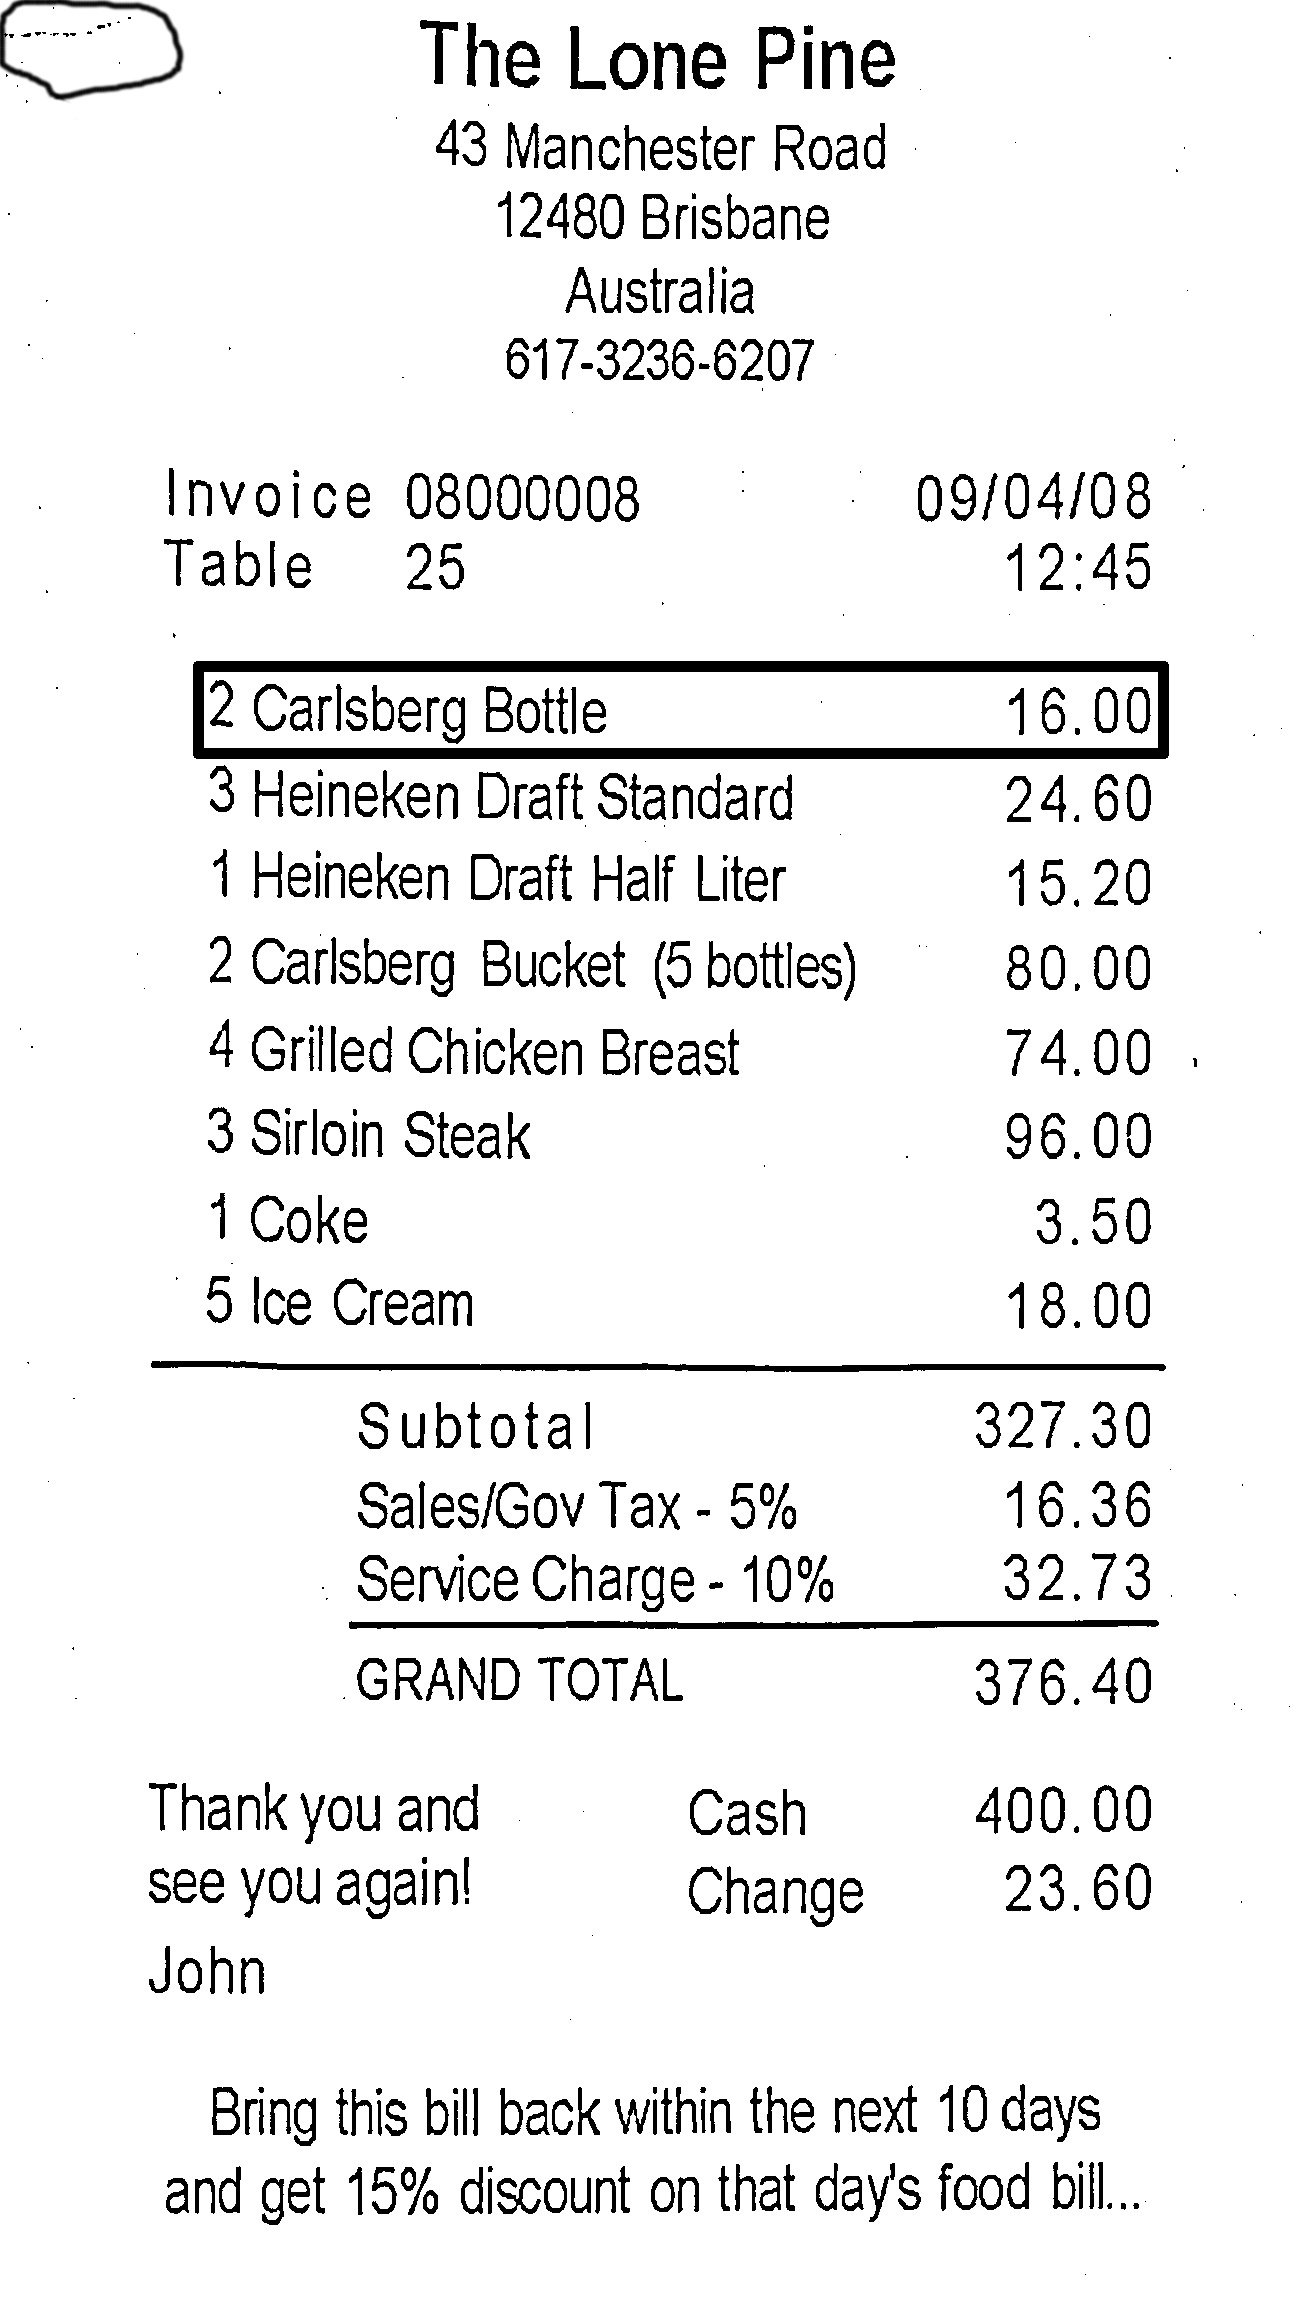 The Lone Pine
43 Manchester Road
12480 Brisbane
Australia
617-3236-6207
Invoice 08000008 09/04/08
Table 25 12:45
2 Carlsberg Bottle 16.00
3 Heineken Draft Standard 24.60
1 Heineken Draft Half Liter 15.20
2 Carlsberg Bucket (5 bottles) 80.00
4 Grilled Chicken Breast 74.00
3 Sirloin Steak 96.00
1 Coke 3.50
5 Ice Cream 18.00
Subtotal 327.30
Sales/Gov Tax - 5% 16.36
Service Charge - 10% 32.73
GRAND TOTAL 376.40
Thank you and Cash 400.00
see you again! Change 23.60
John
Bring this bill back within the next 10 days
and get 15% discount on that day's food bill...